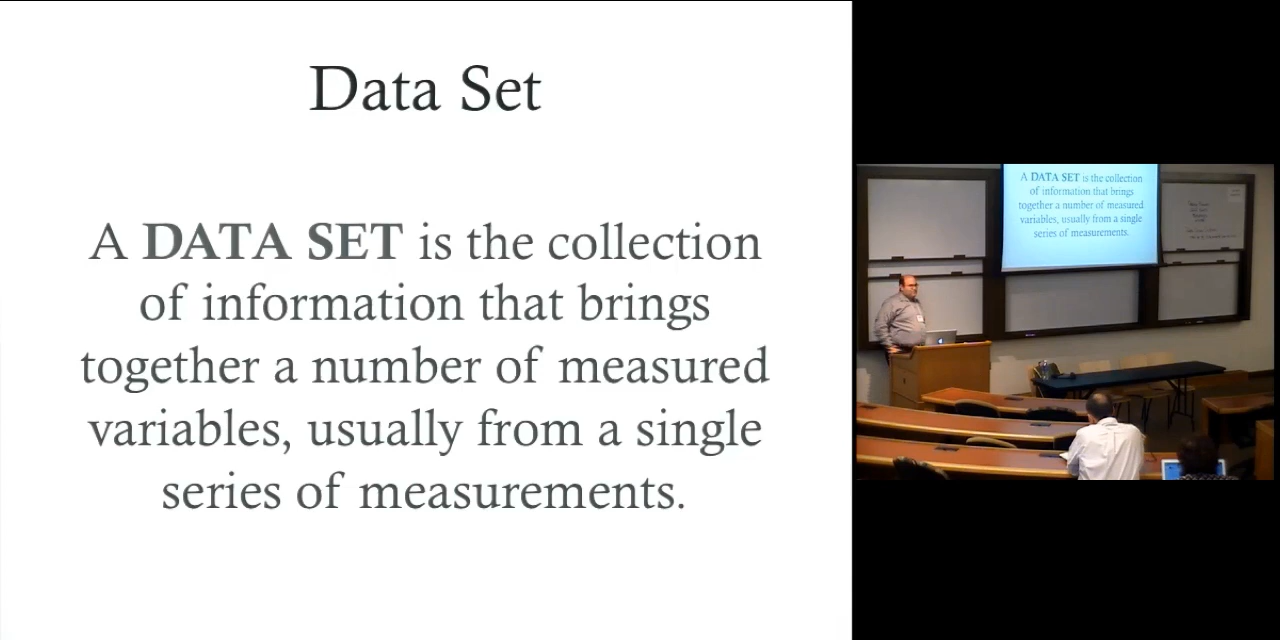 Data Set
A DATA SET is the collection
of information that brings
together a number of measured
variables, usually from a single
series of measurements.
A DATA SET is the collection
of information that brings
together a number of measured
variables, usually from a single
series of measurements.